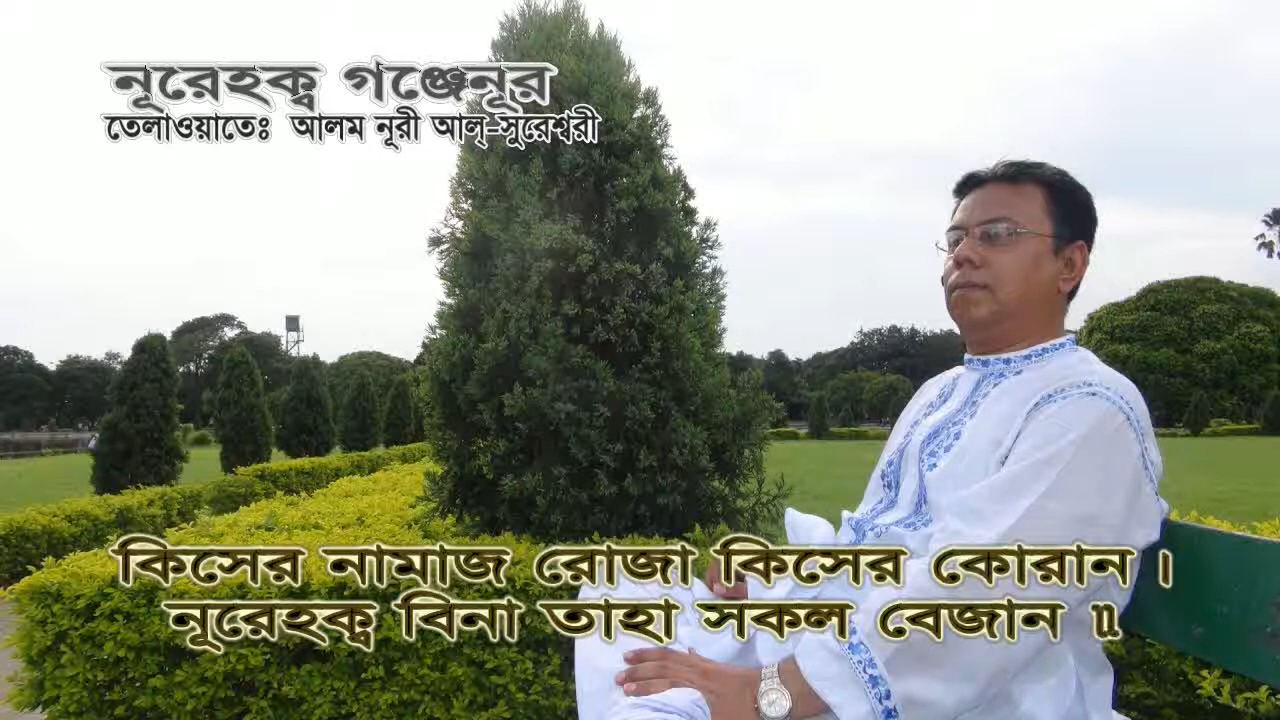 নূরেহক্ব গঞ্জেনূর
তেলাওয়াতেঃ আলম নূরী আল্-সুরেশ্বরী
কিসের নামাজ রোজা কিসের কোরান ।
নূরেহক্ব বিনা তাহা সকল বেজান ॥